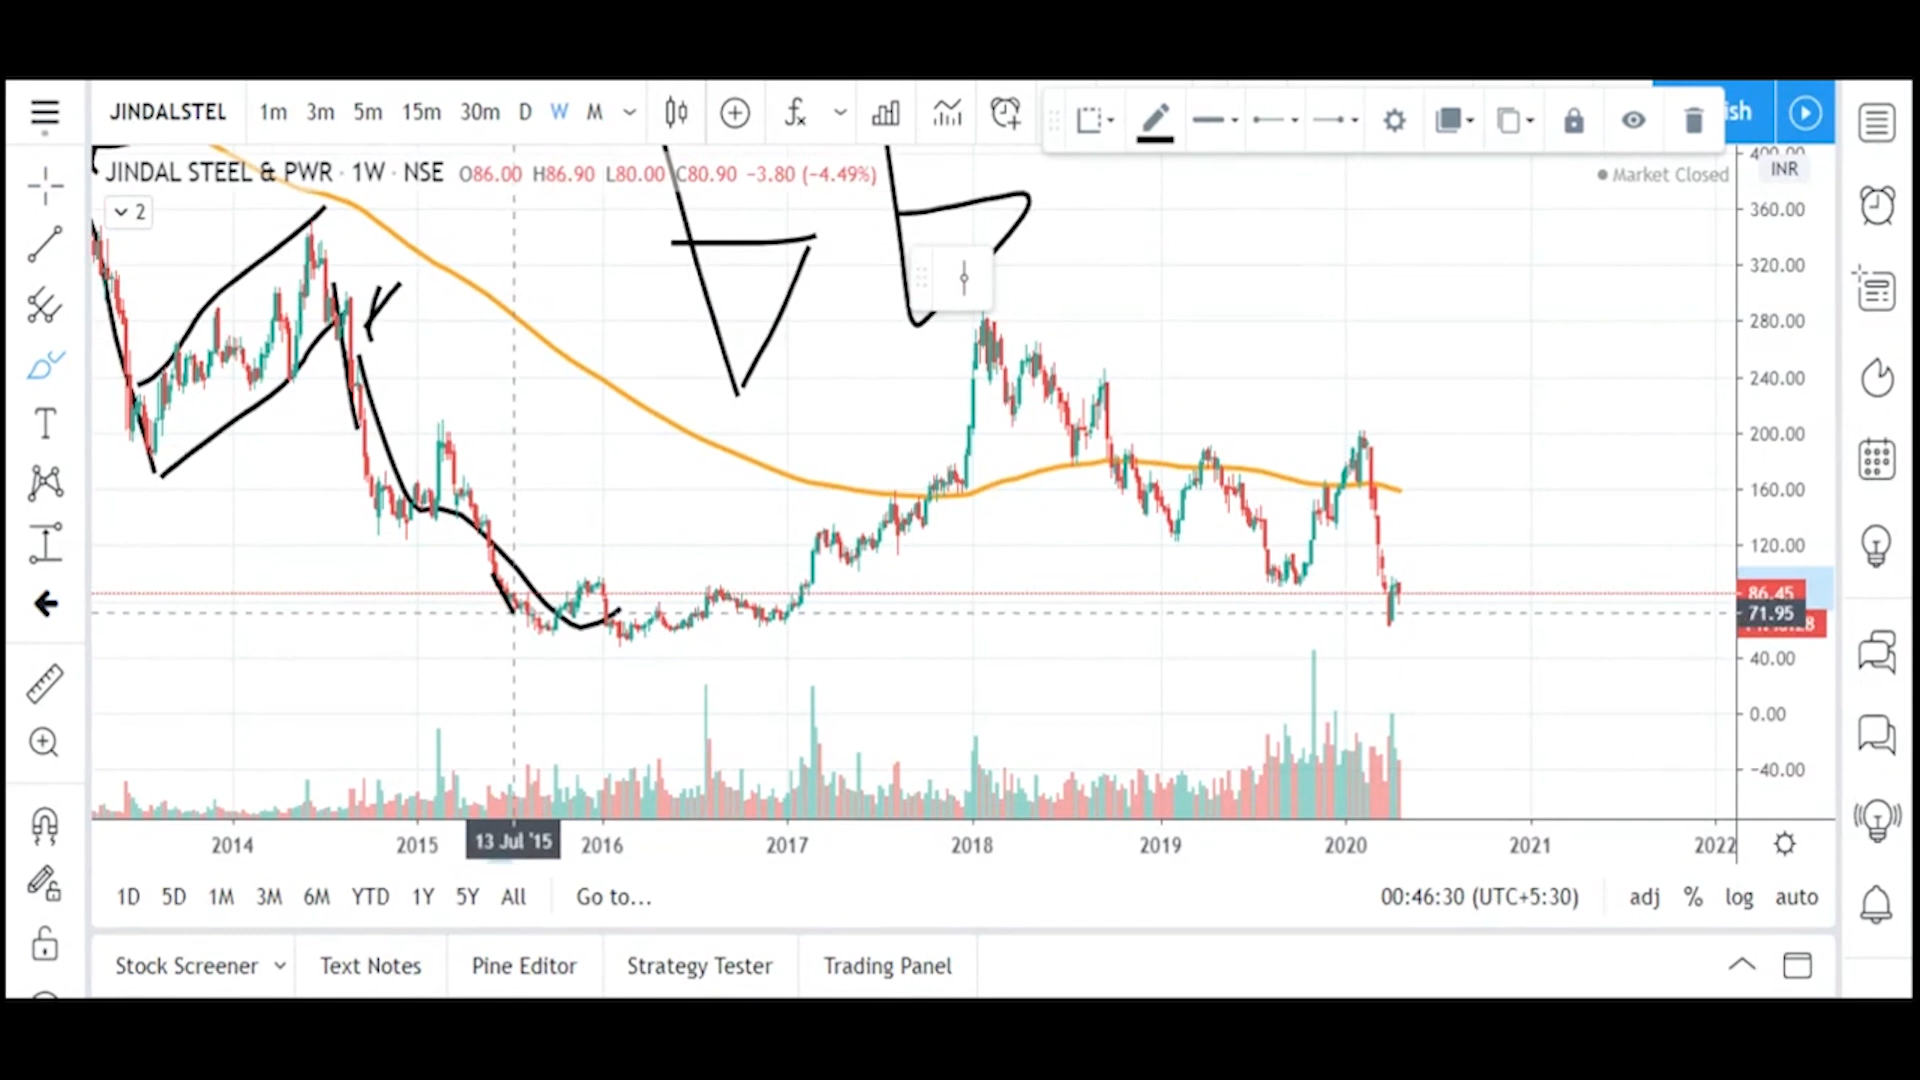 JINDALSTEL 1m 3m 5m 15m 30m D W M ish
JINDAL STEEL & PWR · 1W · NSE O86.00 H86.90 L80.00 C80.90 −3.80 (−4.49%) Market Closed INR
2
360.00
320.00
280.00
240.00
200.00
160.00
120.00
86.45
71.95
40.00
0.00
−40.00
2014 2015 13 Jul '15 2016 2017 2018 2019 2020 2021 2022
1D 5D 1M 3M 6M YTD 1Y 5Y All Go to... 00:46:30 (UTC+5:30) adj % log auto
Stock Screener Text Notes Pine Editor Strategy Tester Trading Panel